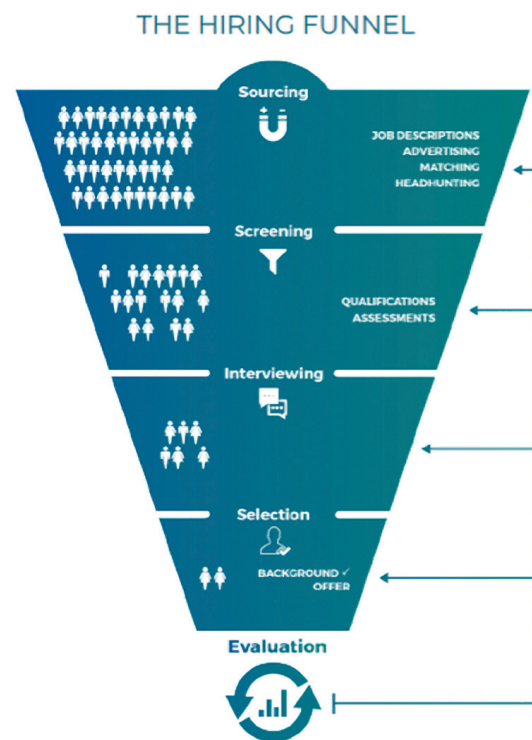 THE HIRING FUNNEL
Sourcing
JOB DESCRIPTIONS
ADVERTISING
MATCHING
HEADHUNTING
Screening
QUALIFICATIONS
ASSESSMENTS
Interviewing
Selection
BACKGROUND ✓
OFFER
Evaluation